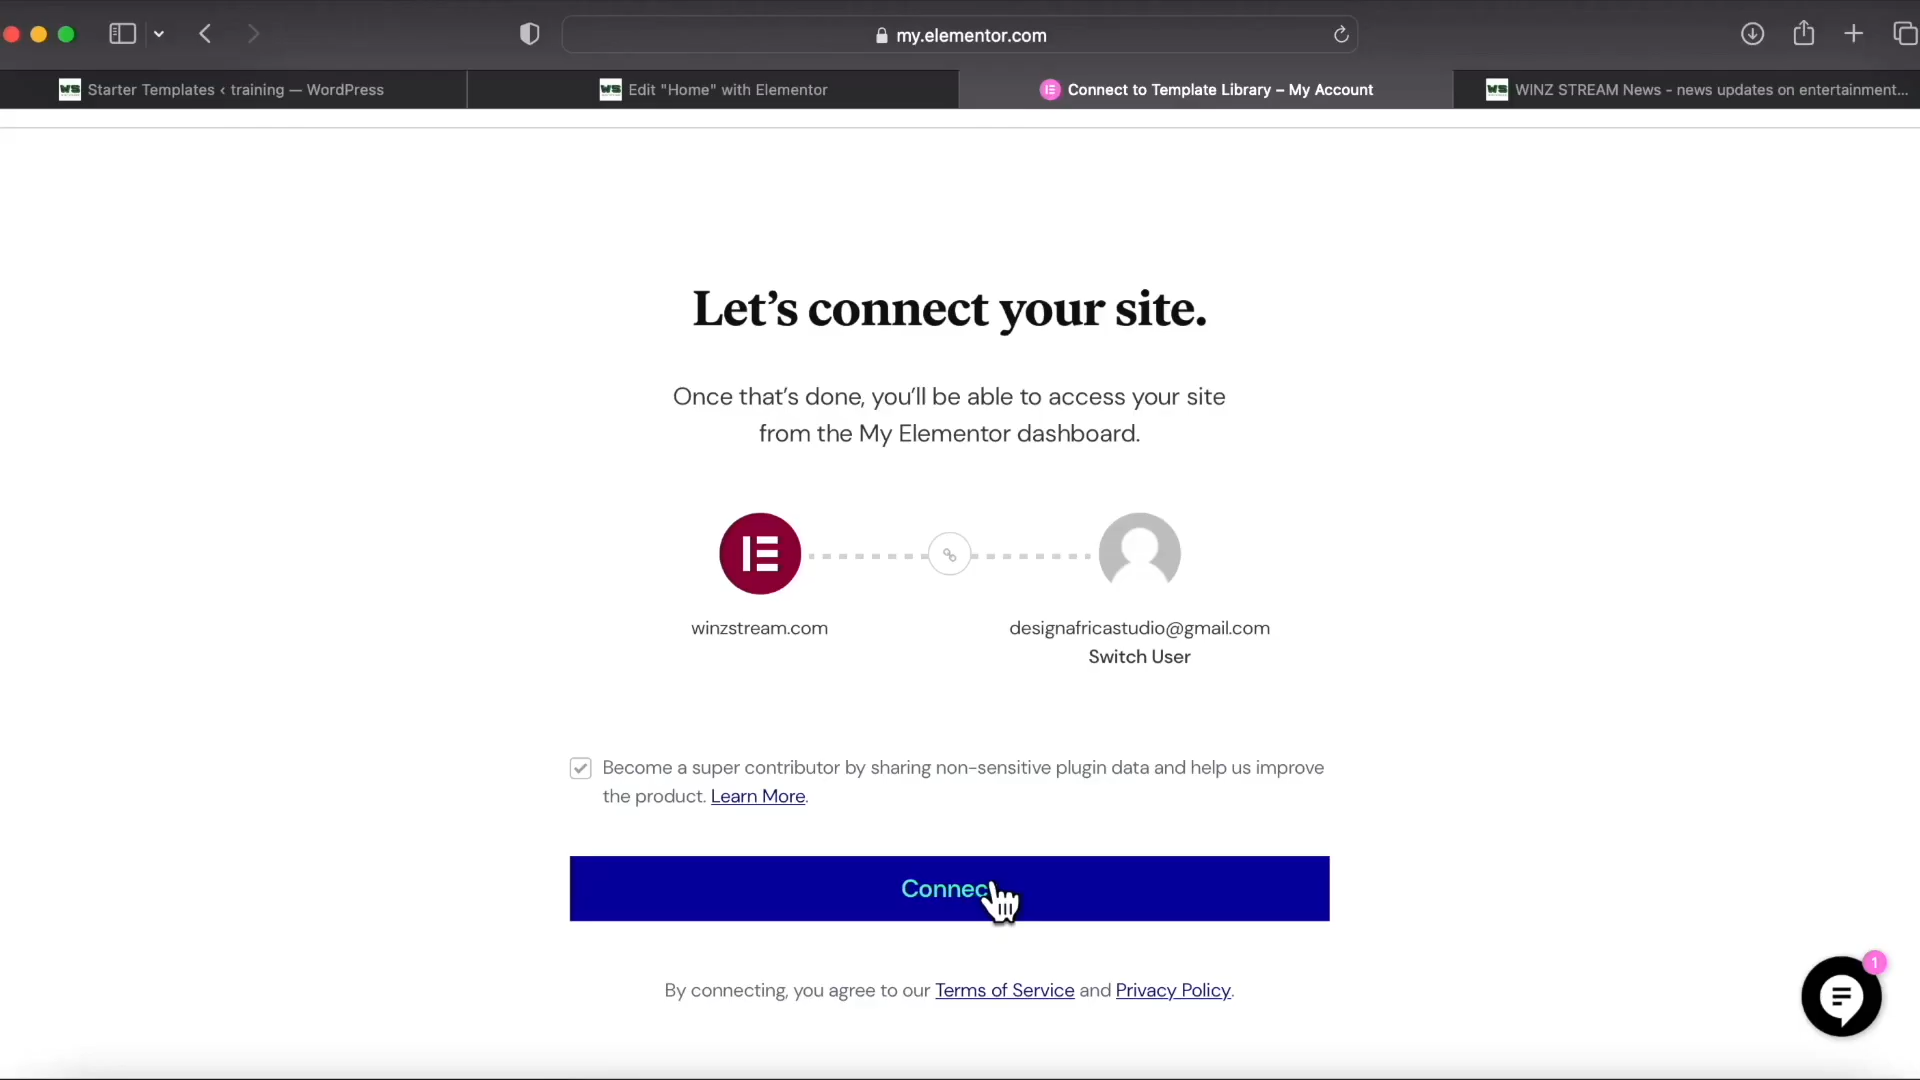 my.elementor.com
Starter Templates ‹ training — WordPress
Edit "Home" with Elementor
Connect to Template Library – My Account
WINZ STREAM News - news updates on entertainment...
Let's connect your site.
Once that's done, you'll be able to access your site
from the My Elementor dashboard.
winzstream.com
designafricastudio@gmail.com
Switch User
Become a super contributor by sharing non-sensitive plugin data and help us improve
the product. Learn More.
Connec
By connecting, you agree to our Terms of Service and Privacy Policy.
1